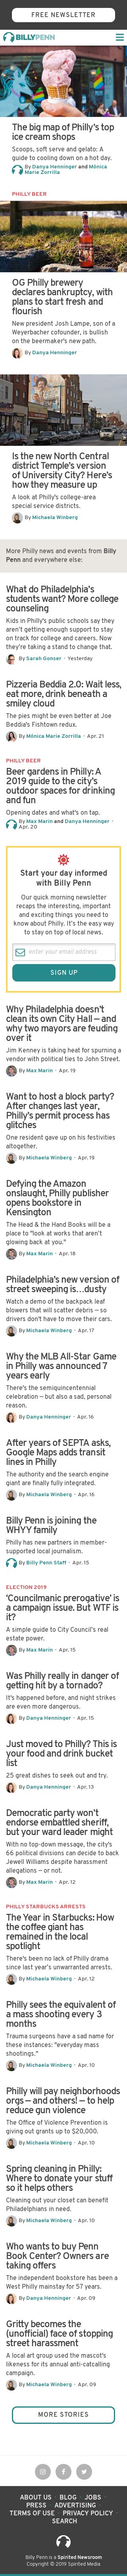 FREE NEWSLETTER
BILLYPENN
The big map of Philly's top
ice cream shops
Scoops, soft serve and gelato: A
guide to cooling down on a hot day.
By Danya Henninger and Mónica
Marie Zorrilla
PHILLY BEER
OG Philly brewery
declares bankruptcy, with
plans to start fresh and
flourish
New president Josh Lampe, son of a
Weyerbacher cofounder, is bullish
on the beermaker's way on path.
By Danya Henninger
Is the new North Central
district Temple's version
of University City? Here's
how they measure up
A look at Philly's college-area
special service districts.
By Michaela Winberg
More Philly news and events from Billy
Penn and everywhere else:
What do Philadelphia's
students want? More college
counseling
Kids in Philly's public schools say they
aren't getting enough support to stay
on track for college and careers. Now
they're taking a stand to change that.
By Sarah Gonser · Yesterday
Pizzeria Beddia 2.0: Wait less,
eat more, drink beneath a
smiley cloud
The pies might be even better at Joe
Beddia's Fishtown redux.
By Mónica Marie Zorrilla · Apr. 21
PHILLY BEER
Beer gardens in Philly: A
2019 guide to the city's
outdoor spaces for drinking
and fun
Opening dates and what's on tap.
By Max Marin and Danya Henninger ·
Apr. 20
Start your day informed
with Billy Penn
Our quick morning newsletter
recaps the interesting, important
and exciting things you need to
know about Philly. It's the easy way
to stay on top of local news.
enter your email address
SIGN UP
Why Philadelphia doesn't
clean its own City Hall — and
why two mayors are feuding
over it
Jim Kenney is taking heat for spurning a
vendor with political ties to John Street.
By Max Marin · Apr. 19
Want to host a block party?
After changes last year,
Philly's permit process has
glitches
One resident gave up on his festivities
altogether.
By Michaela Winberg · Apr. 19
Defying the Amazon
onslaught, Philly publisher
opens bookstore in
Kensington
The Head & the Hand Books will be a
place to "look at works that aren't
glowing back at you."
By Max Marin · Apr. 18
Philadelphia's new version of
street sweeping is…dusty
Watch a video of the backpack leaf
blowers that will scatter debris — so
drivers don't have to move their cars.
By Michaela Winberg · Apr. 17
Why the MLB All-Star Game
in Philly was announced 7
years early
There's the semiquincentennial
celebration — but also a sad, personal
reason.
By Danya Henninger · Apr. 16
After years of SEPTA asks,
Google Maps adds transit
lines in Philly
The authority and the search engine
giant are finally fully integrated.
By Michaela Winberg · Apr. 16
Billy Penn is joining the
WHYY family
Philly has new partners in member-
supported local journalism.
By Billy Penn Staff · Apr. 15
ELECTION 2019
'Councilmanic prerogative' is
a campaign issue. But WTF is
it?
A simple guide to City Council's real
estate power.
By Max Marin · Apr. 15
Was Philly really in danger of
getting hit by a tornado?
It's happened before, and night strikes
are even more dangerous.
By Danya Henninger · Apr. 15
Just moved to Philly? This is
your food and drink bucket
list
25 great dishes to seek out and try.
By Danya Henninger · Apr. 13
Democratic party won't
endorse embattled sheriff,
but your ward leader might
With no top-down message, the city's
66 political divisions can decide to back
Jewell Williams despite harassment
allegations — or not.
By Max Marin · Apr. 12
PHILLY STARBUCKS ARRESTS
The Year in Starbucks: How
the coffee giant has
remained in the local
spotlight
There's been no lack of Philly drama
since last year's unwarranted arrests.
By Michaela Winberg · Apr. 12
Philly sees the equivalent of
a mass shooting every 3
months
Trauma surgeons have a sad name for
these instances: "everyday mass
shootings."
By Michaela Winberg · Apr. 10
Philly will pay neighborhoods
orgs — and others! — to help
reduce gun violence
The Office of Violence Prevention is
giving out grants up to $20,000.
By Michaela Winberg · Apr. 10
Spring cleaning in Philly:
Where to donate your stuff
so it helps others
Cleaning out your closet can benefit
Philadelphians in need.
By Michaela Winberg · Apr. 10
Who wants to buy Penn
Book Center? Owners are
taking offers
The independent bookstore has been a
West Philly mainstay for 57 years.
By Danya Henninger · Apr. 09
Gritty becomes the
(unofficial) face of stopping
street harassment
A local art group used the mascot's
likeness for its annual anti-catcalling
campaign.
By Michaela Winberg · Apr. 09
MORE STORIES
ABOUT US · BLOG · JOBS
PRESS · ADVERTISING
TERMS OF USE · PRIVACY POLICY
SEARCH
Billy Penn is a Spirited Newsroom
Copyright © 2019 Spirited Media